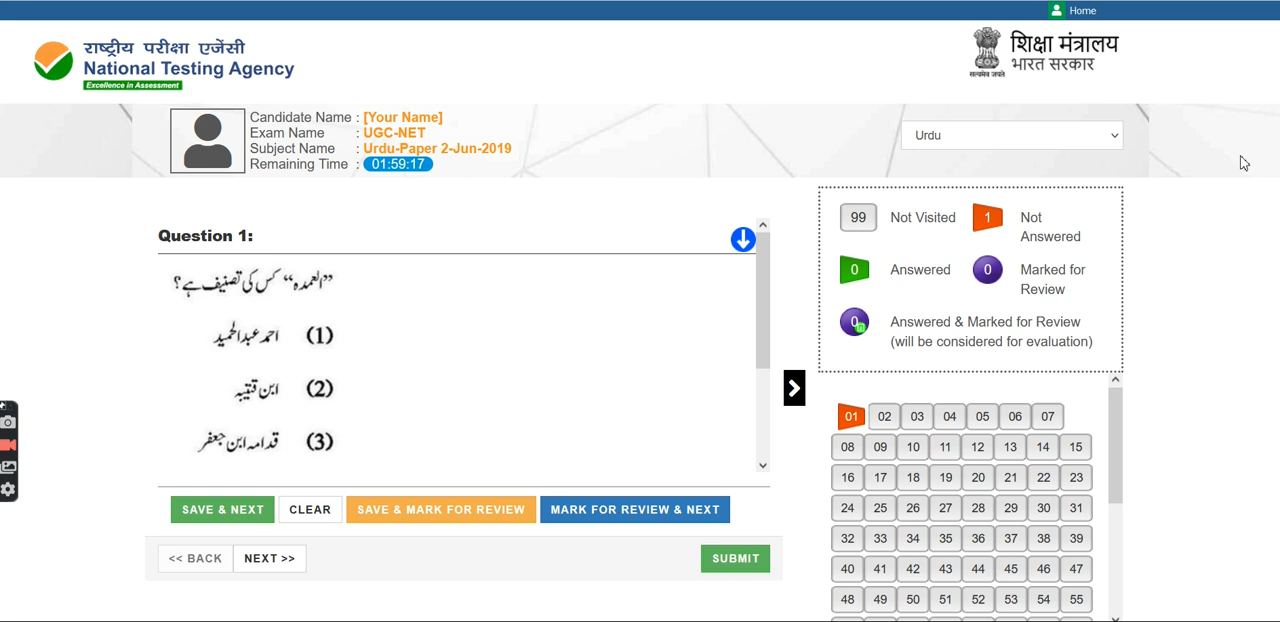 Home
राष्ट्रीय परीक्षा एजेंसी
National Testing Agency
Excellence in Assessment
सत्यमेव जयते
शिक्षा मंत्रालय
भारत सरकार
Candidate Name : [Your Name]
Exam Name : UGC-NET
Subject Name : Urdu-Paper 2-Jun-2019
Remaining Time : 01:59:17
Urdu
Question 1:
”العمدہ“ کس کی تصنیف ہے؟
(1) احمد عبدالحمید
(2) ابن قتیبہ
(3) قدامہ ابن جعفر
SAVE & NEXT CLEAR SAVE & MARK FOR REVIEW MARK FOR REVIEW & NEXT
<< BACK NEXT >> SUBMIT
99 Not Visited 1 Not
Answered
0 Answered 0 Marked for
Review
0 Answered & Marked for Review
(will be considered for evaluation)
01 02 03 04 05 06 07
08 09 10 11 12 13 14 15
16 17 18 19 20 21 22 23
24 25 26 27 28 29 30 31
32 33 34 35 36 37 38 39
40 41 42 43 44 45 46 47
48 49 50 51 52 53 54 55